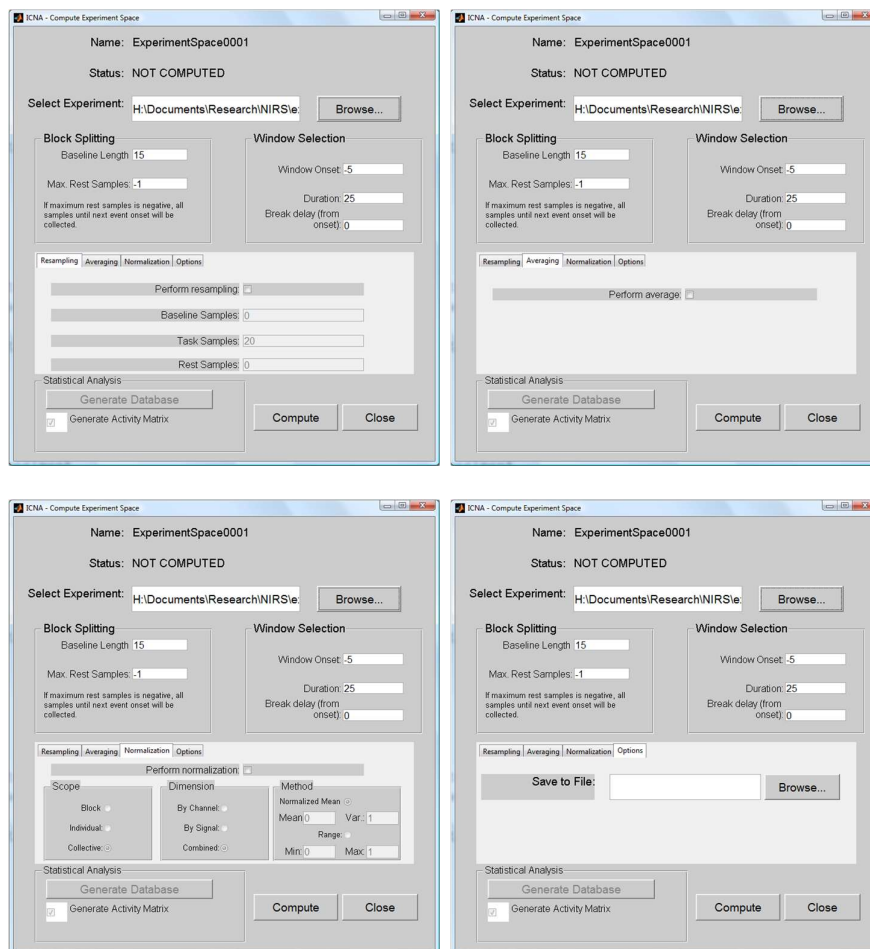 ICNA - Compute Experiment Space
Name: ExperimentSpace0001
Status: NOT COMPUTED
Select Experiment: H:\Documents\Research\NIRS\e: Browse...
Block Splitting
Baseline Length 15
Max. Rest Samples: -1
If maximum rest samples is negative, all
samples until next event onset will be
collected.
Window Selection
Window Onset: -5
Duration: 25
Break delay (from
onset): 0
Resampling Averaging Normalization Options
Perform resampling:
Baseline Samples: 0
Task Samples: 20
Rest Samples: 0
Statistical Analysis
Generate Database
Generate Activity Matrix
Compute Close
ICNA - Compute Experiment Space
Name: ExperimentSpace0001
Status: NOT COMPUTED
Select Experiment: H:\Documents\Research\NIRS\e: Browse...
Block Splitting
Baseline Length 15
Max. Rest Samples: -1
If maximum rest samples is negative, all
samples until next event onset will be
collected.
Window Selection
Window Onset: -5
Duration: 25
Break delay (from
onset): 0
Resampling Averaging Normalization Options
Perform average:
Statistical Analysis
Generate Database
Generate Activity Matrix
Compute Close
ICNA - Compute Experiment Space
Name: ExperimentSpace0001
Status: NOT COMPUTED
Select Experiment: H:\Documents\Research\NIRS\e: Browse...
Block Splitting
Baseline Length 15
Max. Rest Samples: -1
If maximum rest samples is negative, all
samples until next event onset will be
collected.
Window Selection
Window Onset: -5
Duration: 25
Break delay (from
onset): 0
Resampling Averaging Normalization Options
Perform normalization:
Scope
Block
Individual:
Collective:
Dimension
By Channel:
By Signal:
Combined:
Method
Normalized Mean
Mean 0 Var.: 1
Range:
Min: 0 Max: 1
Statistical Analysis
Generate Database
Generate Activity Matrix
Compute Close
ICNA - Compute Experiment Space
Name: ExperimentSpace0001
Status: NOT COMPUTED
Select Experiment: H:\Documents\Research\NIRS\e: Browse...
Block Splitting
Baseline Length 15
Max. Rest Samples: -1
If maximum rest samples is negative, all
samples until next event onset will be
collected.
Window Selection
Window Onset: -5
Duration: 25
Break delay (from
onset): 0
Resampling Averaging Normalization Options
Save to File: Browse...
Statistical Analysis
Generate Database
Generate Activity Matrix
Compute Close